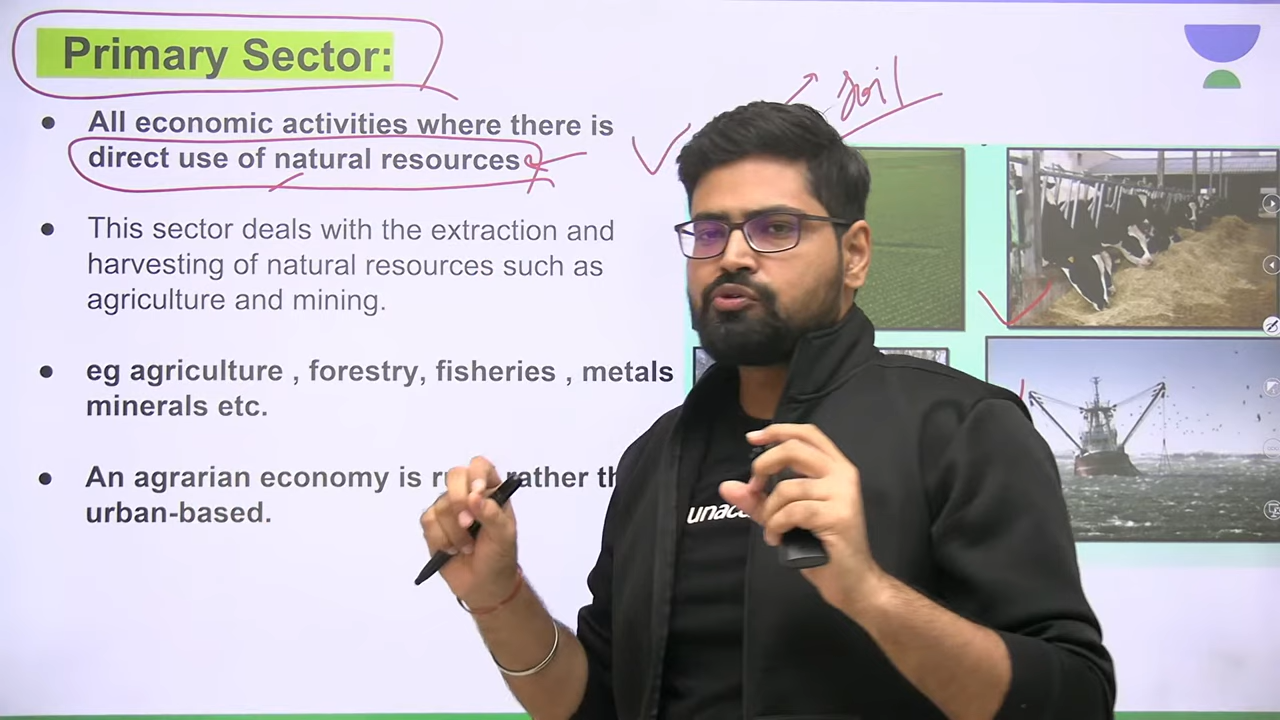 Primary Sector:
soil
● All economic activities where there is
direct use of natural resources
● This sector deals with the extraction and
harvesting of natural resources such as
agriculture and mining.
● eg agriculture , forestry, fisheries , metals
minerals etc.
● An agrarian economy is rather
urban-based.